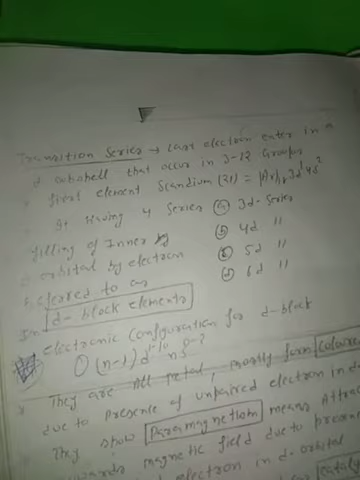 Transition Series → Last electron enter in a
d subshell that occur in 3-12 Groups
* first element Scandium (21) = [Ar]18 3d1 4s2
* It Having 4 Series ⓐ 3d-Series
filling of Inner ⓑ 4d "
d orbital by electron ⓒ 5d "
Referred to as ⓓ 6d "
d-block elements
Electronic Configuration for d-block
① (n-1)d1-10 ns0-2
* They are All metal, mostly form
due to presence of unpaired electron in d-
* They show Paramagnetism means
towards magnetic field due to
electron in d-orbital